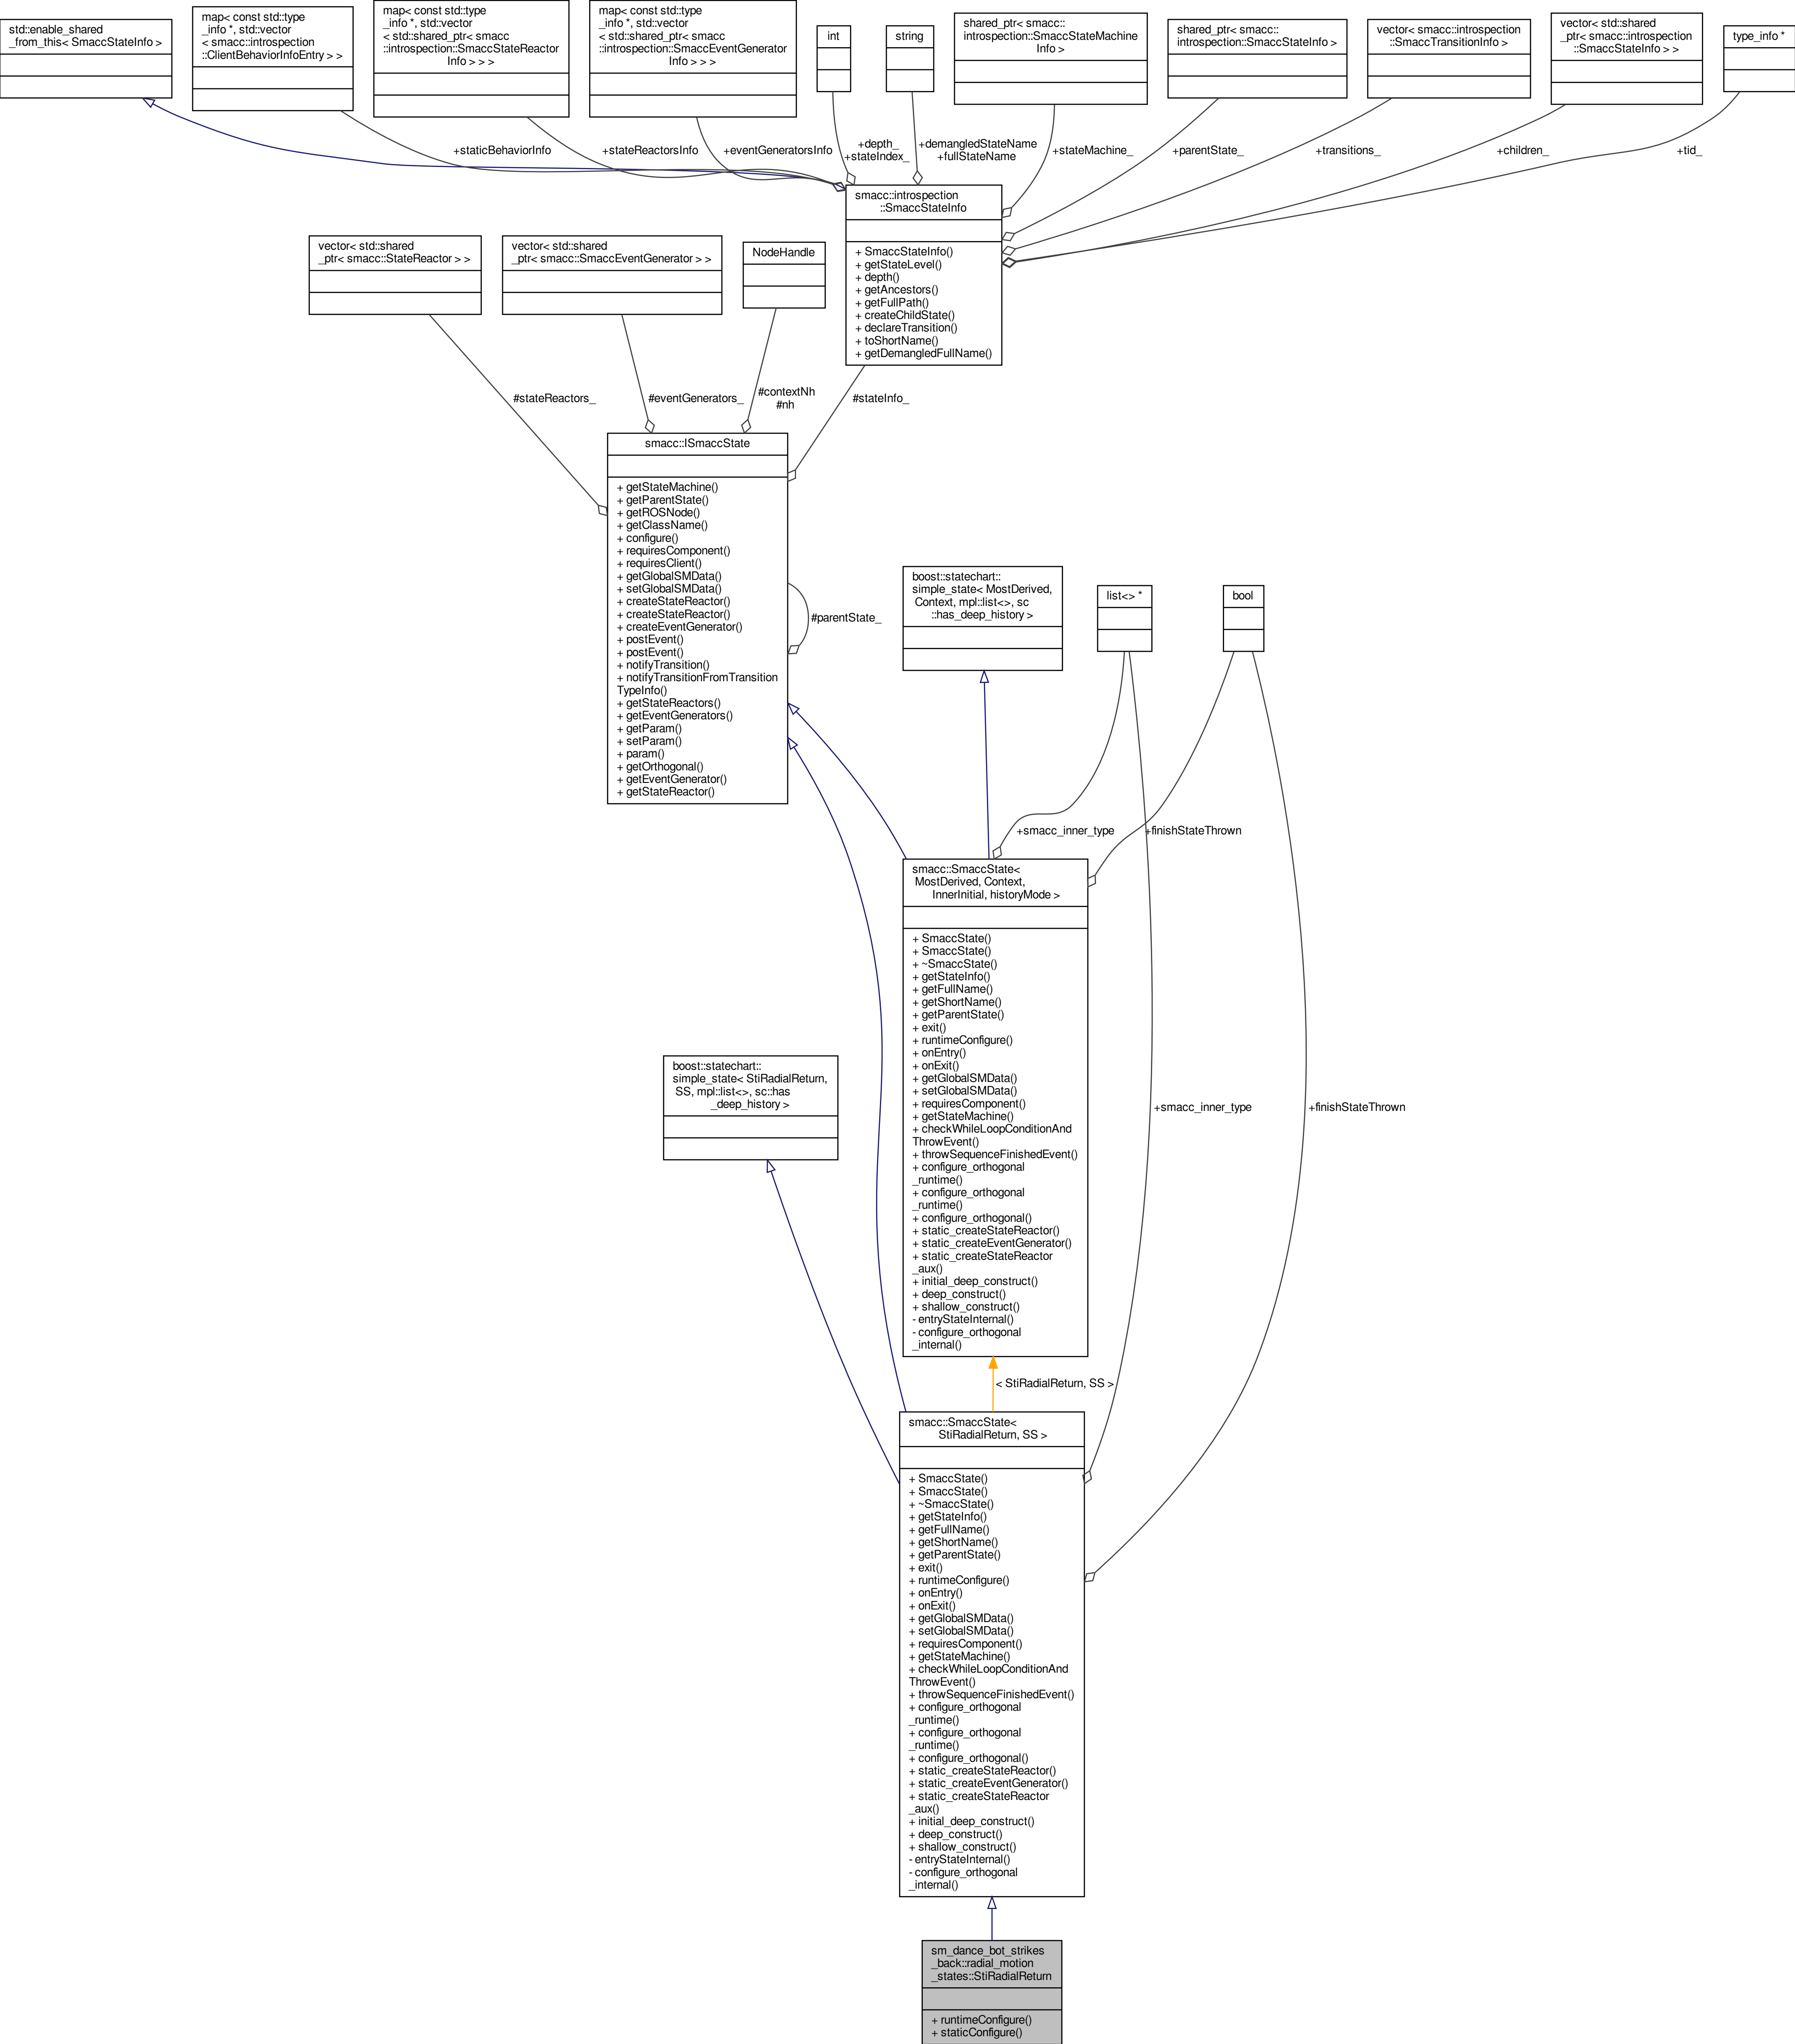 std::enable_shared
_from_this< SmaccStateInfo >
map< const std::type
_info *, std::vector
< smacc::introspection
::ClientBehaviorInfoEntry > >
map< const std::type
_info *, std::vector
< std::shared_ptr< smacc
::introspection::SmaccStateReactor
Info > > >
map< const std::type
_info *, std::vector
< std::shared_ptr< smacc
::introspection::SmaccEventGenerator
Info > > >
int
string
shared_ptr< smacc::
introspection::SmaccStateMachine
Info >
shared_ptr< smacc::
introspection::SmaccStateInfo >
vector< smacc::introspection
::SmaccTransitionInfo >
vector< std::shared
_ptr< smacc::introspection
::SmaccStateInfo > >
type_info *
+staticBehaviorInfo
+stateReactorsInfo
+eventGeneratorsInfo
+depth_
+stateIndex_
+demangledStateName
+fullStateName
+stateMachine_
+parentState_
+transitions_
+children_
+tid_
smacc::introspection
::SmaccStateInfo
+ SmaccStateInfo()
+ getStateLevel()
+ depth()
+ getAncestors()
+ getFullPath()
+ createChildState()
+ declareTransition()
+ toShortName()
+ getDemangledFullName()
vector< std::shared
_ptr< smacc::StateReactor > >
vector< std::shared
_ptr< smacc::SmaccEventGenerator > >
NodeHandle
#stateReactors_
#eventGenerators_
#contextNh
#nh
#stateInfo_
smacc::ISmaccState
+ getStateMachine()
+ getParentState()
+ getROSNode()
+ getClassName()
+ configure()
+ requiresComponent()
+ requiresClient()
+ getGlobalSMData()
+ setGlobalSMData()
+ createStateReactor()
+ createStateReactor()
+ createEventGenerator()
+ postEvent()
+ postEvent()
+ notifyTransition()
+ notifyTransitionFromTransition
TypeInfo()
+ getStateReactors()
+ getEventGenerators()
+ getParam()
+ setParam()
+ param()
+ getOrthogonal()
+ getEventGenerator()
+ getStateReactor()
#parentState_
boost::statechart::
simple_state< MostDerived,
Context, mpl::list<>, sc
::has_deep_history >
list<> *
bool
+smacc_inner_type
+finishStateThrown
smacc::SmaccState<
MostDerived, Context,
InnerInitial, historyMode >
+ SmaccState()
+ SmaccState()
+ ~SmaccState()
+ getStateInfo()
+ getFullName()
+ getShortName()
+ getParentState()
+ exit()
+ runtimeConfigure()
+ onEntry()
+ onExit()
+ getGlobalSMData()
+ setGlobalSMData()
+ requiresComponent()
+ getStateMachine()
+ checkWhileLoopConditionAnd
ThrowEvent()
+ throwSequenceFinishedEvent()
+ configure_orthogonal
_runtime()
+ configure_orthogonal
_runtime()
+ configure_orthogonal()
+ static_createStateReactor()
+ static_createEventGenerator()
+ static_createStateReactor
_aux()
+ initial_deep_construct()
+ deep_construct()
+ shallow_construct()
- entryStateInternal()
- configure_orthogonal
_internal()
boost::statechart::
simple_state< StiRadialReturn,
SS, mpl::list<>, sc::has
_deep_history >
+smacc_inner_type
+finishStateThrown
< StiRadialReturn, SS >
smacc::SmaccState<
StiRadialReturn, SS >
+ SmaccState()
+ SmaccState()
+ ~SmaccState()
+ getStateInfo()
+ getFullName()
+ getShortName()
+ getParentState()
+ exit()
+ runtimeConfigure()
+ onEntry()
+ onExit()
+ getGlobalSMData()
+ setGlobalSMData()
+ requiresComponent()
+ getStateMachine()
+ checkWhileLoopConditionAnd
ThrowEvent()
+ throwSequenceFinishedEvent()
+ configure_orthogonal
_runtime()
+ configure_orthogonal
_runtime()
+ configure_orthogonal()
+ static_createStateReactor()
+ static_createEventGenerator()
+ static_createStateReactor
_aux()
+ initial_deep_construct()
+ deep_construct()
+ shallow_construct()
- entryStateInternal()
- configure_orthogonal
_internal()
sm_dance_bot_strikes
_back::radial_motion
_states::StiRadialReturn
+ runtimeConfigure()
+ staticConfigure()